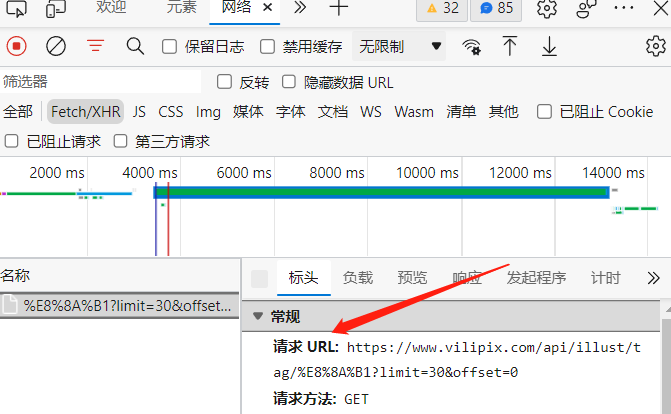 欢迎 元素 网络 32 85
保留日志 禁用缓存 无限制
筛选器 反转 隐藏数据 URL
全部 Fetch/XHR JS CSS Img 媒体 字体 文档 WS Wasm 清单 其他 已阻止 Cookie
已阻止请求 第三方请求
2000 ms 4000 ms 6000 ms 8000 ms 10000 ms 12000 ms 14000 ms
名称 标头 负载 预览 响应 发起程序 计时
%E8%8A%B1?limit=30&offset...
常规
请求 URL: https://www.vilipix.com/api/illust/t
ag/%E8%8A%B1?limit=30&offset=0
请求方法: GET